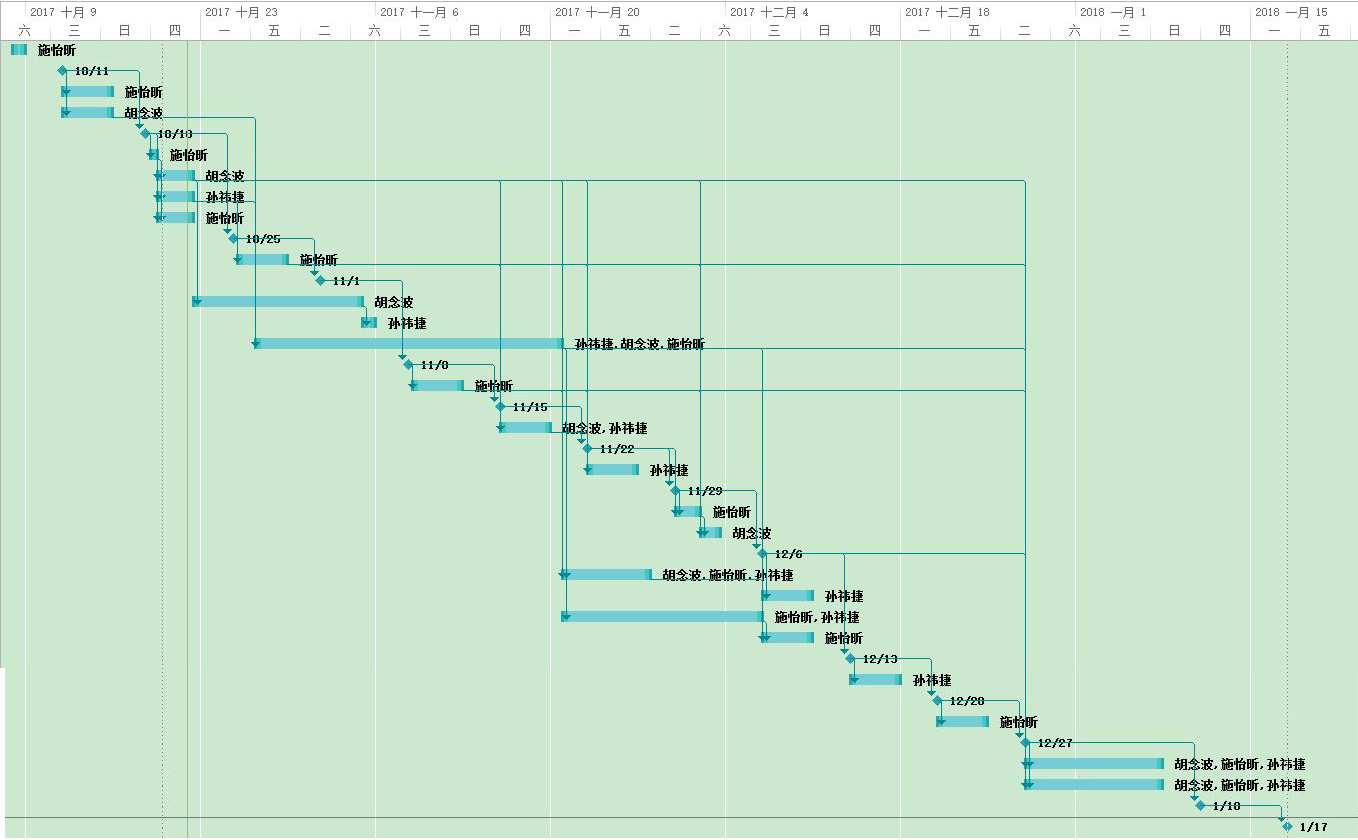 2017 十月 9 2017 十月 23 2017 十一月 6 2017 十一月 20 2017 十二月 4 2017 十二月 18 2018 一月 1 2018 一月 15
六 三 日 四 一 五 二 六 三 日 四 一 五 二 六 三 日 四 一 五 二 六 三 日 四 一 五
施怡昕
10/11
施怡昕
胡念波
10/18
施怡昕
胡念波
孙祎捷
施怡昕
10/25
施怡昕
11/1
胡念波
孙祎捷
孙祎捷,胡念波,施怡昕
11/8
施怡昕
11/15
胡念波,孙祎捷
11/22
孙祎捷
11/29
施怡昕
胡念波
12/6
胡念波,施怡昕,孙祎捷
孙祎捷
施怡昕,孙祎捷
施怡昕
12/13
孙祎捷
12/20
施怡昕
12/27
胡念波,施怡昕,孙祎捷
胡念波,施怡昕,孙祎捷
1/10
1/17